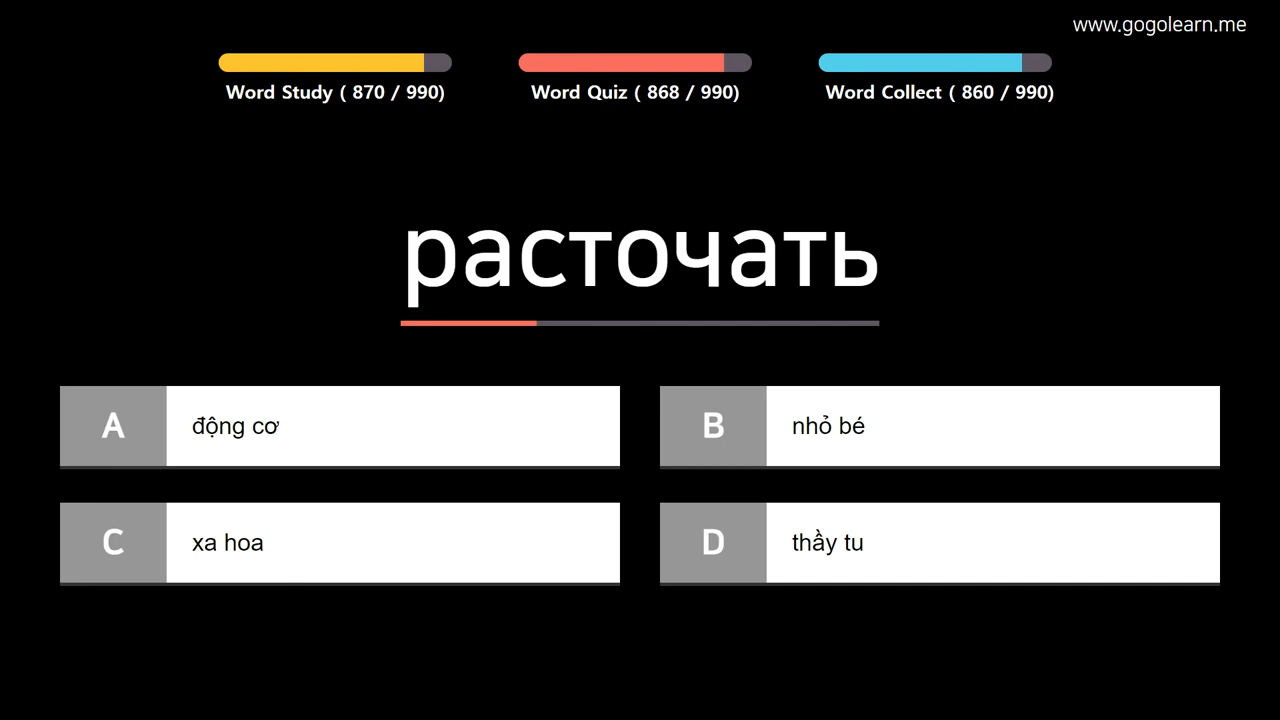 www.gogolearn.me
Word Study ( 870 / 990)
Word Quiz ( 868 / 990)
Word Collect ( 860 / 990)
расточать
A động cơ
B nhỏ bé
C xa hoa
D thầy tu